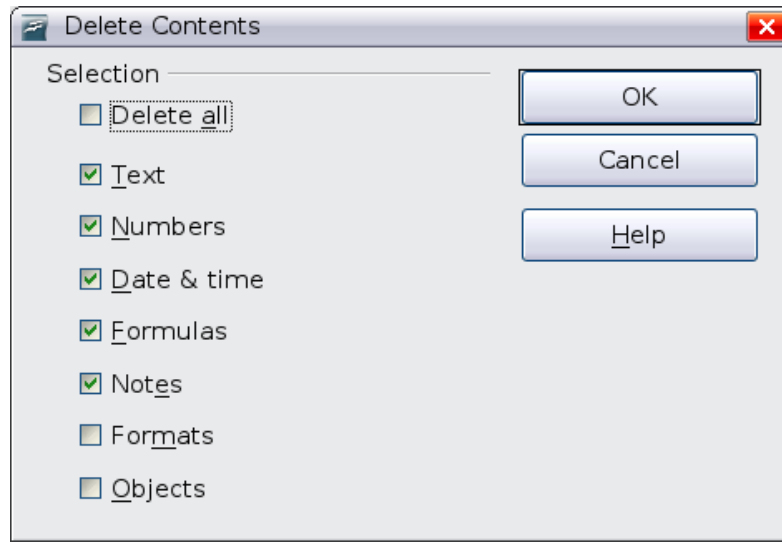 Delete Contents
Selection
Delete all
Text
Numbers
Date & time
Formulas
Notes
Formats
Objects
OK
Cancel
Help